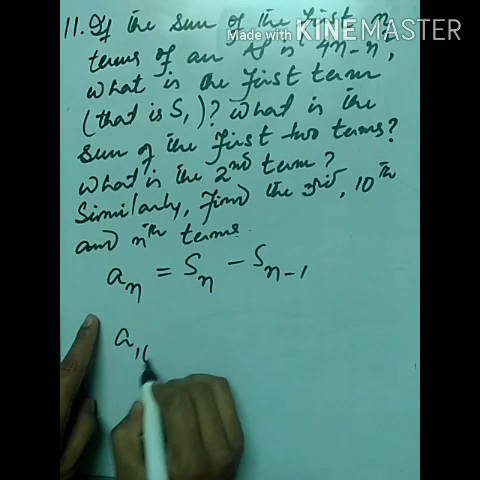 Made with KINEMASTER
11. If the sum of the first n
terms of an AP is 4n-n,
what is the first term
(that is S₁)? What is the
sum of the first two terms?
What is the 2nd term?
Similarly, find the 3rd, 10th
and nth terms.
aₙ = Sₙ - Sₙ₋₁